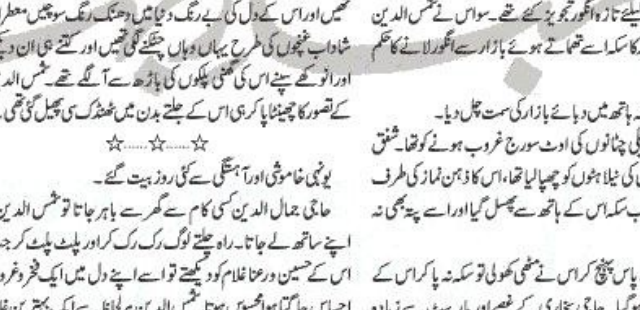 کیلئے تازہ انگور تجویز کئے تھے۔ سو اس نے شمس الدین
کا سکہ اسے تھماتے ہوئے بازار سے انگور لانے کا حکم
ہاتھ میں دبائے بازار کی سمت چل دیا۔
چٹانوں کی اوٹ سورج غروب ہونے کو تھا۔ شفق
کی نیلاہٹوں کو چھپا لیا تھا، اس کا ذہن نماز کی طرف
سکہ اس کے ہاتھ سے پھسل گیا اور اسے پتہ بھی نہ
پاس پہنچ کر اس نے مٹھی کھولی تو سکہ نہ پا کر اس کے
تھیں اور اس کے دل کی بے رنگ دنیا میں دھنک رنگ سوچیں معطر
شاداب غنچوں کی طرح یہاں وہاں چٹکنے لگی تھیں اور کتنے ہی ان
اور انوکھے سپنے اس کی گھنی پلکوں کی باڑھ سے آ لگے تھے۔ شمس
کے تصور کا چھینٹا پا کر ہی اس کے جلتے بدن میں ٹھنڈک سی پھیل گئی تھی۔
☆......☆......☆
یونہی خاموشی اور آہستگی سے کئی روز بیت گئے۔
حاجی جمال الدین کسی کام سے گھر سے باہر جاتا تو شمس الدین
اپنے ساتھ لے جاتا۔ راہ چلتے لوگ رک رک کر اور پلٹ پلٹ کر
اس کے حسین و رعنا غلام کو دیکھتے تو اسے اپنے دل میں ایک فخر و